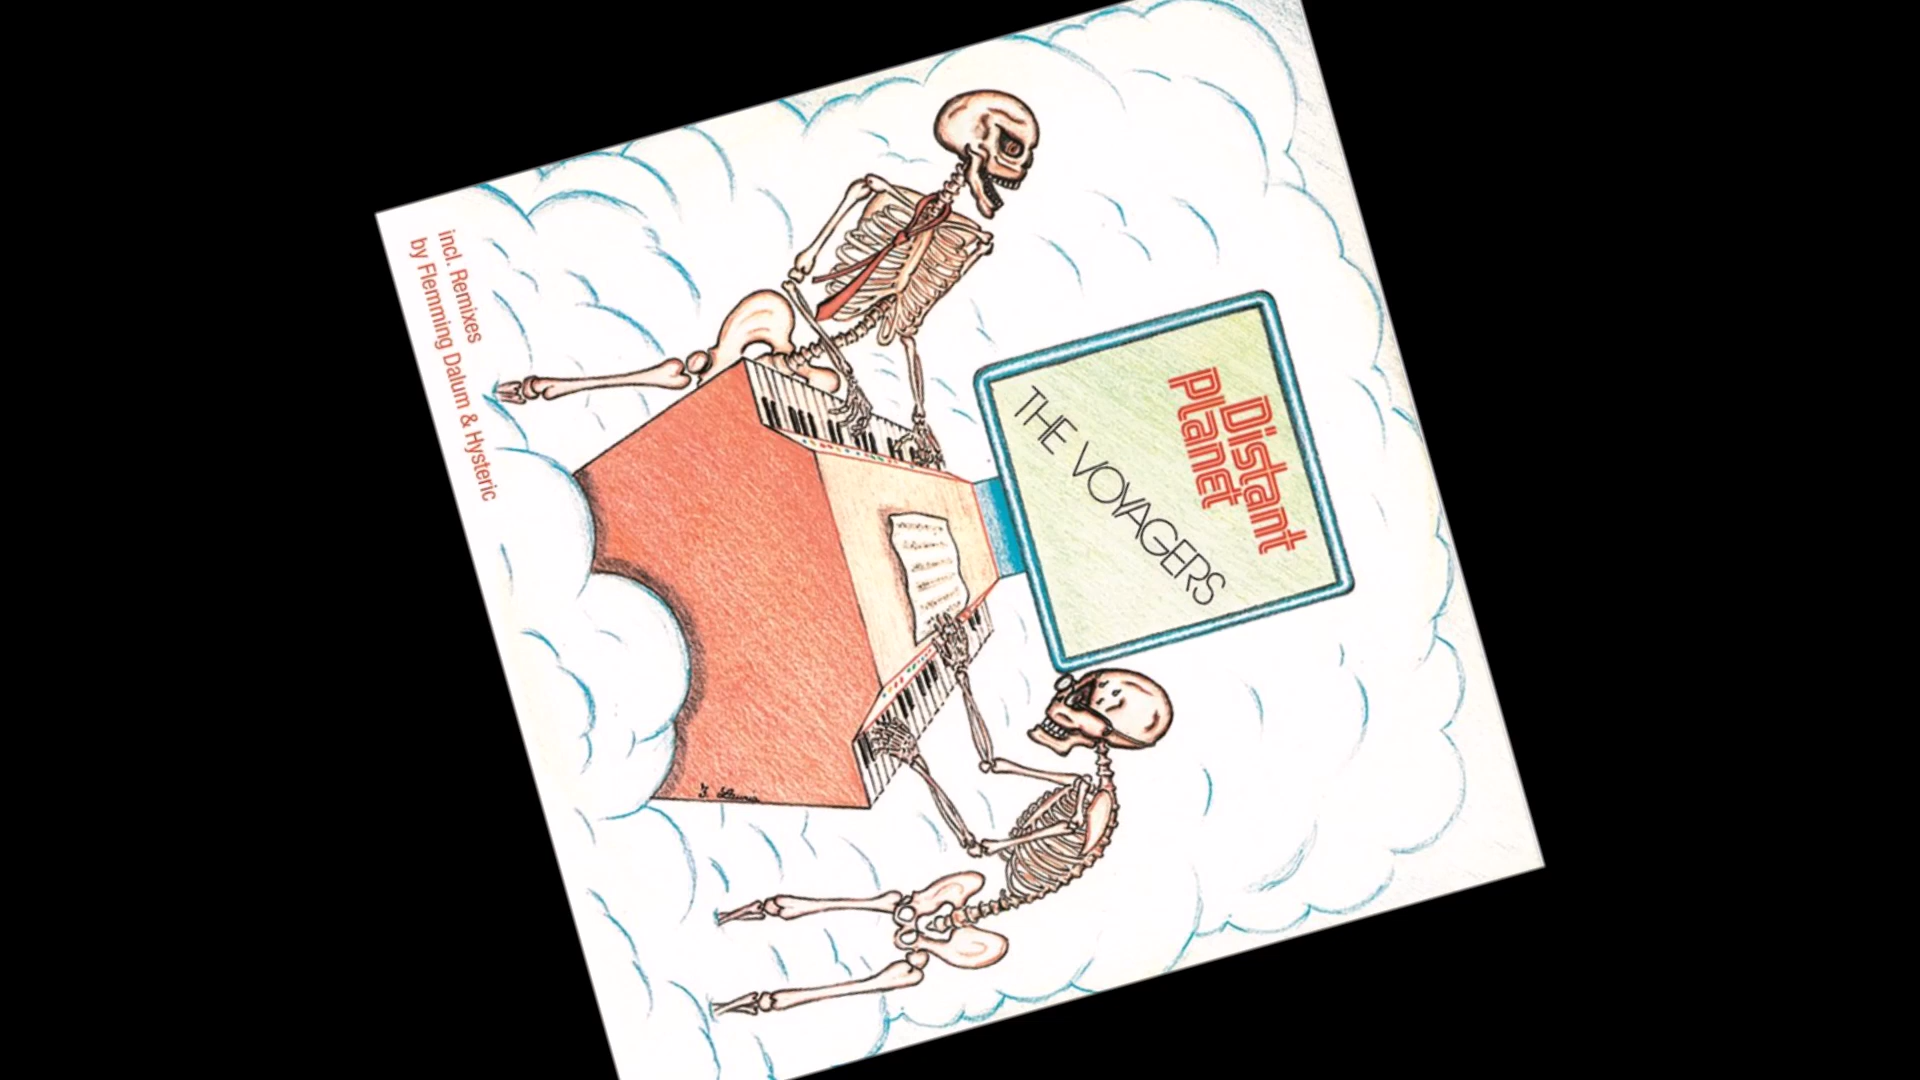 Distant
Planet
THE VOYAGERS
incl. Remixes
by Flemming Dalum & Hysteric